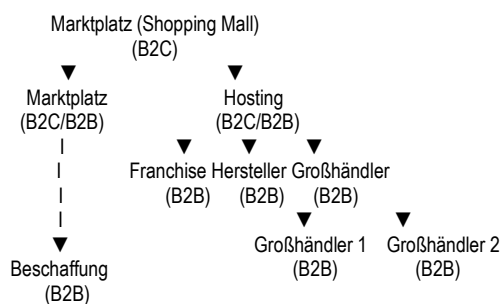 Marktplatz (Shopping Mall)
(B2C)
Marktplatz Hosting
(B2C/B2B) (B2C/B2B)
Franchise Hersteller Großhändler
(B2B) (B2B) (B2B)
Großhändler 1 Großhändler 2
(B2B) (B2B)
Beschaffung
(B2B)